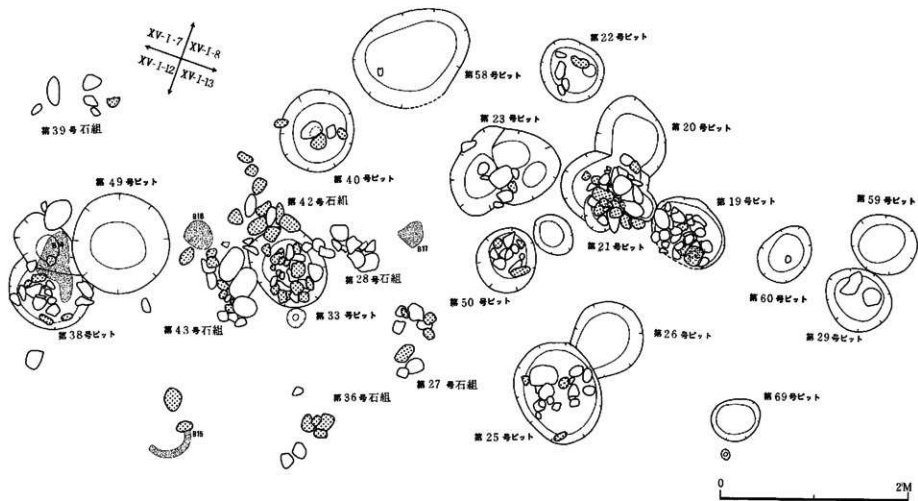 XV-I-7 XV-I-8
XV-I-12 XV-I-13
第39号石組
第58号ピット
第22号ピット
第23号ピット
第20号ピット
第40号ピット
第49号ピット
第42号石組
第19号ピット
第59号ピット
B16
B17
第21号ピット
第28号石組
第50号ピット
第60号ピット
第43号石組
第33号ピット
第38号ピット
第26号ピット
第29号ピット
第27号石組
第36号石組
第69号ピット
B15
第25号ピット
0 2M